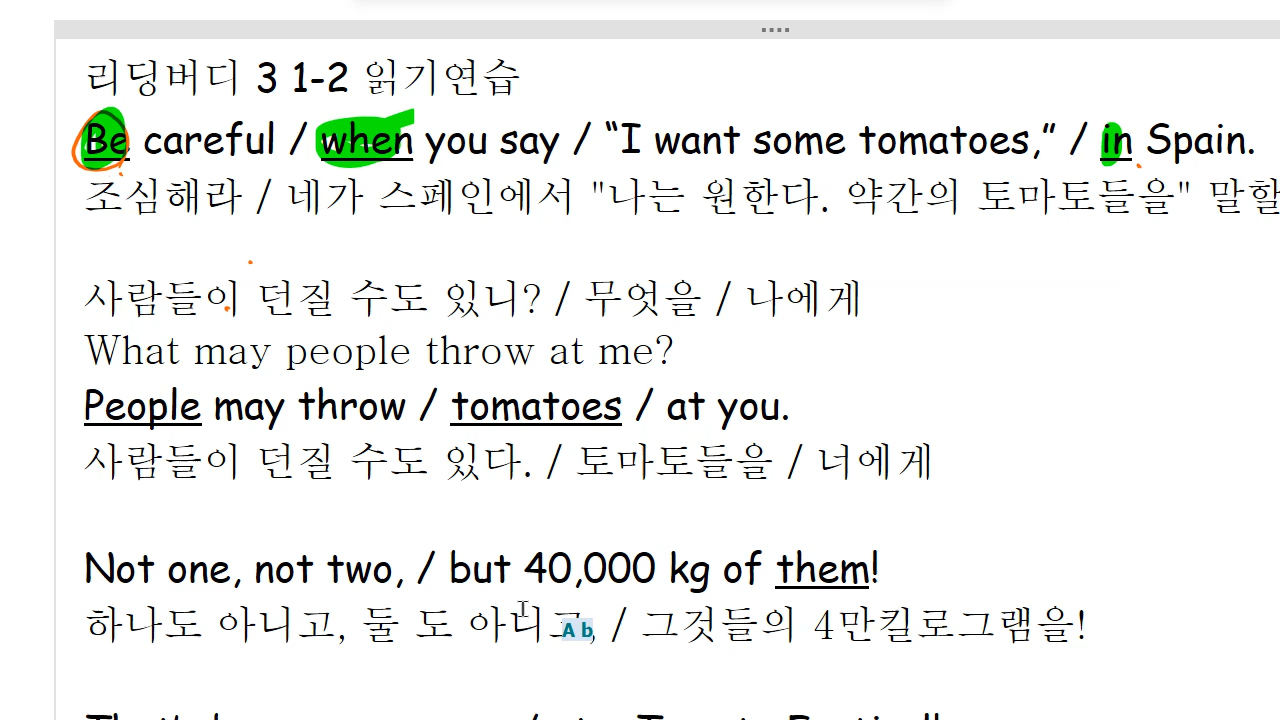 리딩버디 3 1-2 읽기연습
Be careful / when you say / “I want some tomatoes,” / in Spain.
조심해라 / 네가 스페인에서 "나는 원한다. 약간의 토마토들을" 말할
사람들이 던질 수도 있니? / 무엇을 / 나에게
What may people throw at me?
People may throw / tomatoes / at you.
사람들이 던질 수도 있다. / 토마토들을 / 너에게
Not one, not two, / but 40,000 kg of them!
하나도 아니고, 둘 도 아니고, / 그것들의 4만킬로그램을!
A b